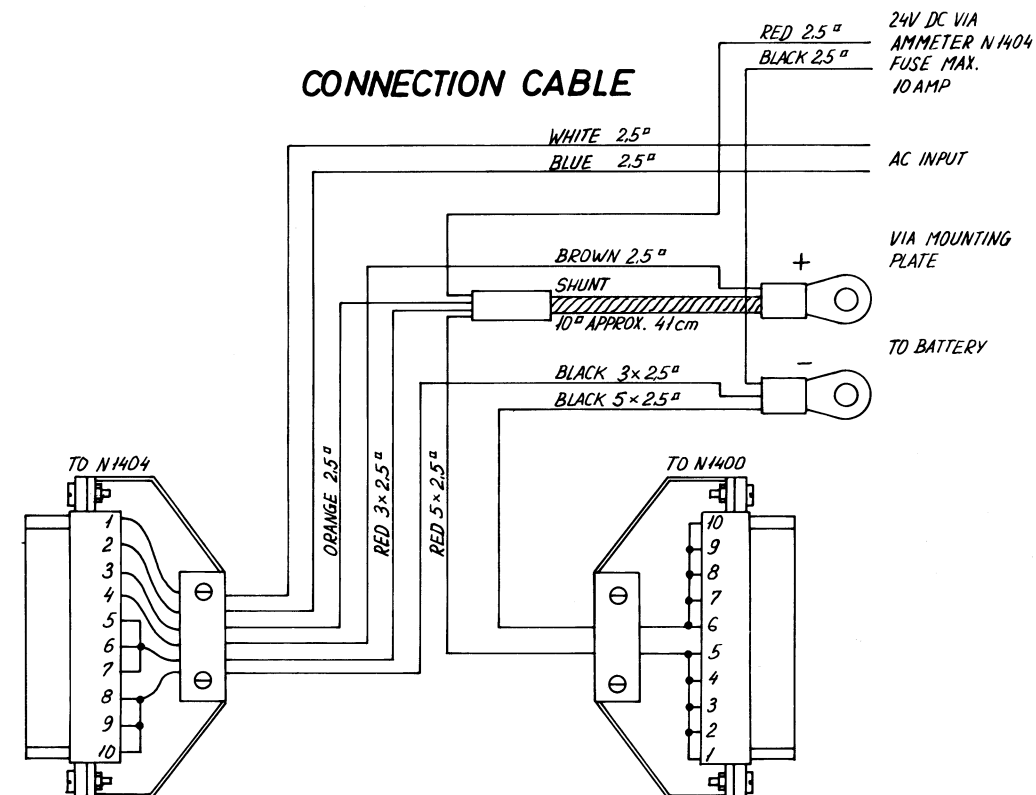 CONNECTION CABLE
RED 2.5 ¤
BLACK 2,5 ¤
24V DC VIA
AMMETER N 1404
FUSE MAX.
10 AMP
WHITE 2,5 ¤
BLUE 2.5 ¤
AC INPUT
BROWN 2.5 ¤
VIA MOUNTING
PLATE
+
SHUNT
10 ¤ APPROX. 41 cm
TO BATTERY
-
BLACK 3 × 2,5 ¤
BLACK 5 × 2.5 ¤
ORANGE 2,5 ¤
RED 3 × 2,5 ¤
RED 5 × 2,5 ¤
TO N 1404
1
2
3
4
5
6
7
8
9
10
TO N 1400
10
9
8
7
6
5
4
3
2
1